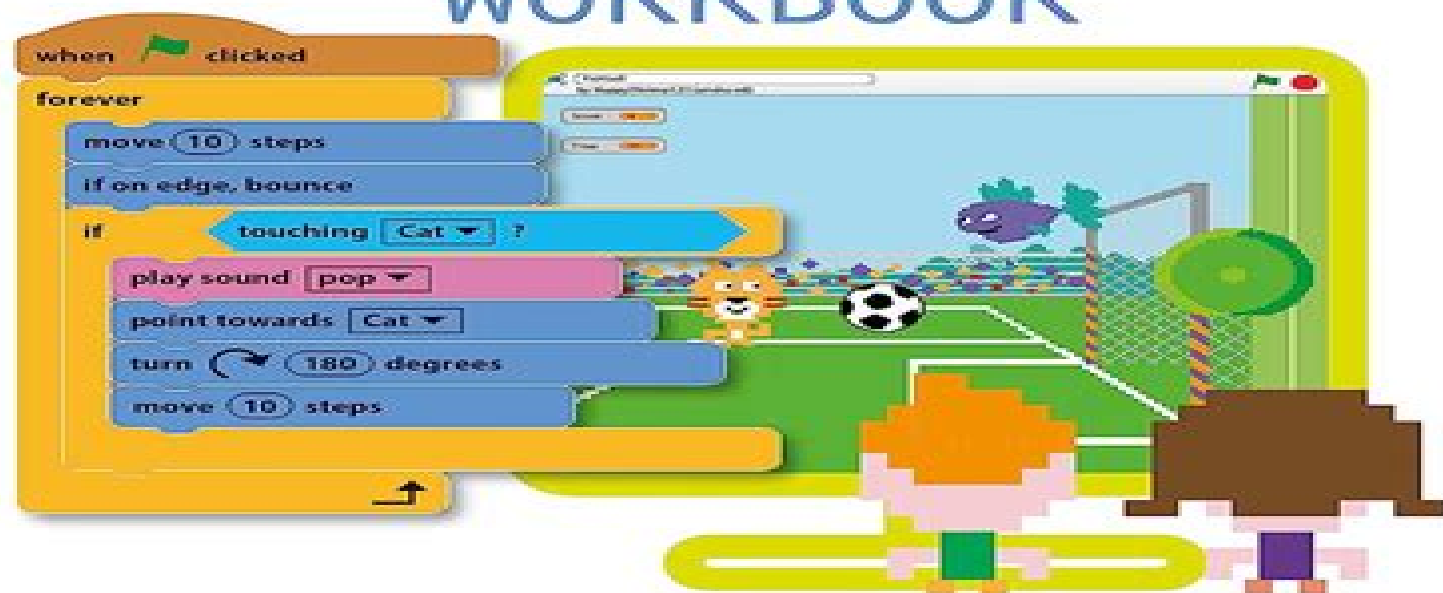 WORKBOOK
when clicked
forever
move 10 steps
if on edge, bounce
if touching Cat ?
play sound pop
point towards Cat
turn 180 degrees
move 10 steps